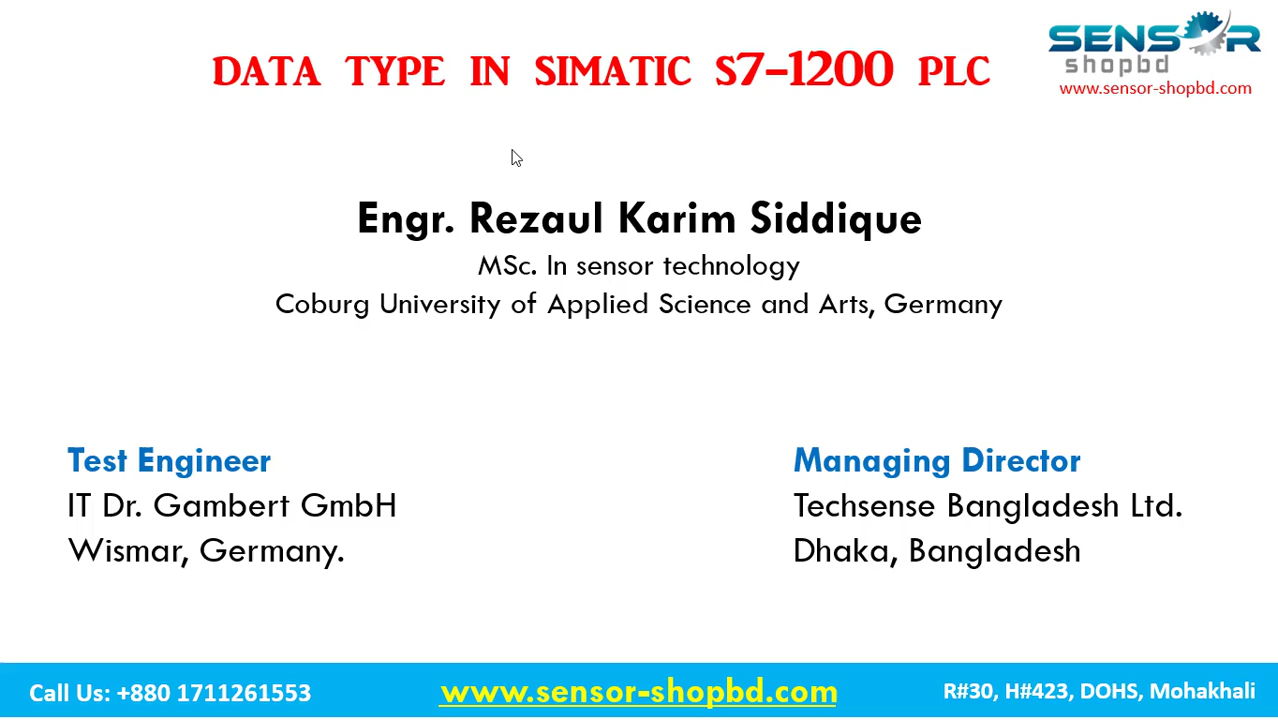 DATA TYPE IN SIMATIC S7-1200 PLC
SENSOR
shopbd
www.sensor-shopbd.com
Engr. Rezaul Karim Siddique
MSc. In sensor technology
Coburg University of Applied Science and Arts, Germany
Test Engineer
IT Dr. Gambert GmbH
Wismar, Germany.
Managing Director
Techsense Bangladesh Ltd.
Dhaka, Bangladesh
Call Us: +880 1711261553
www.sensor-shopbd.com
R#30, H#423, DOHS, Mohakhali